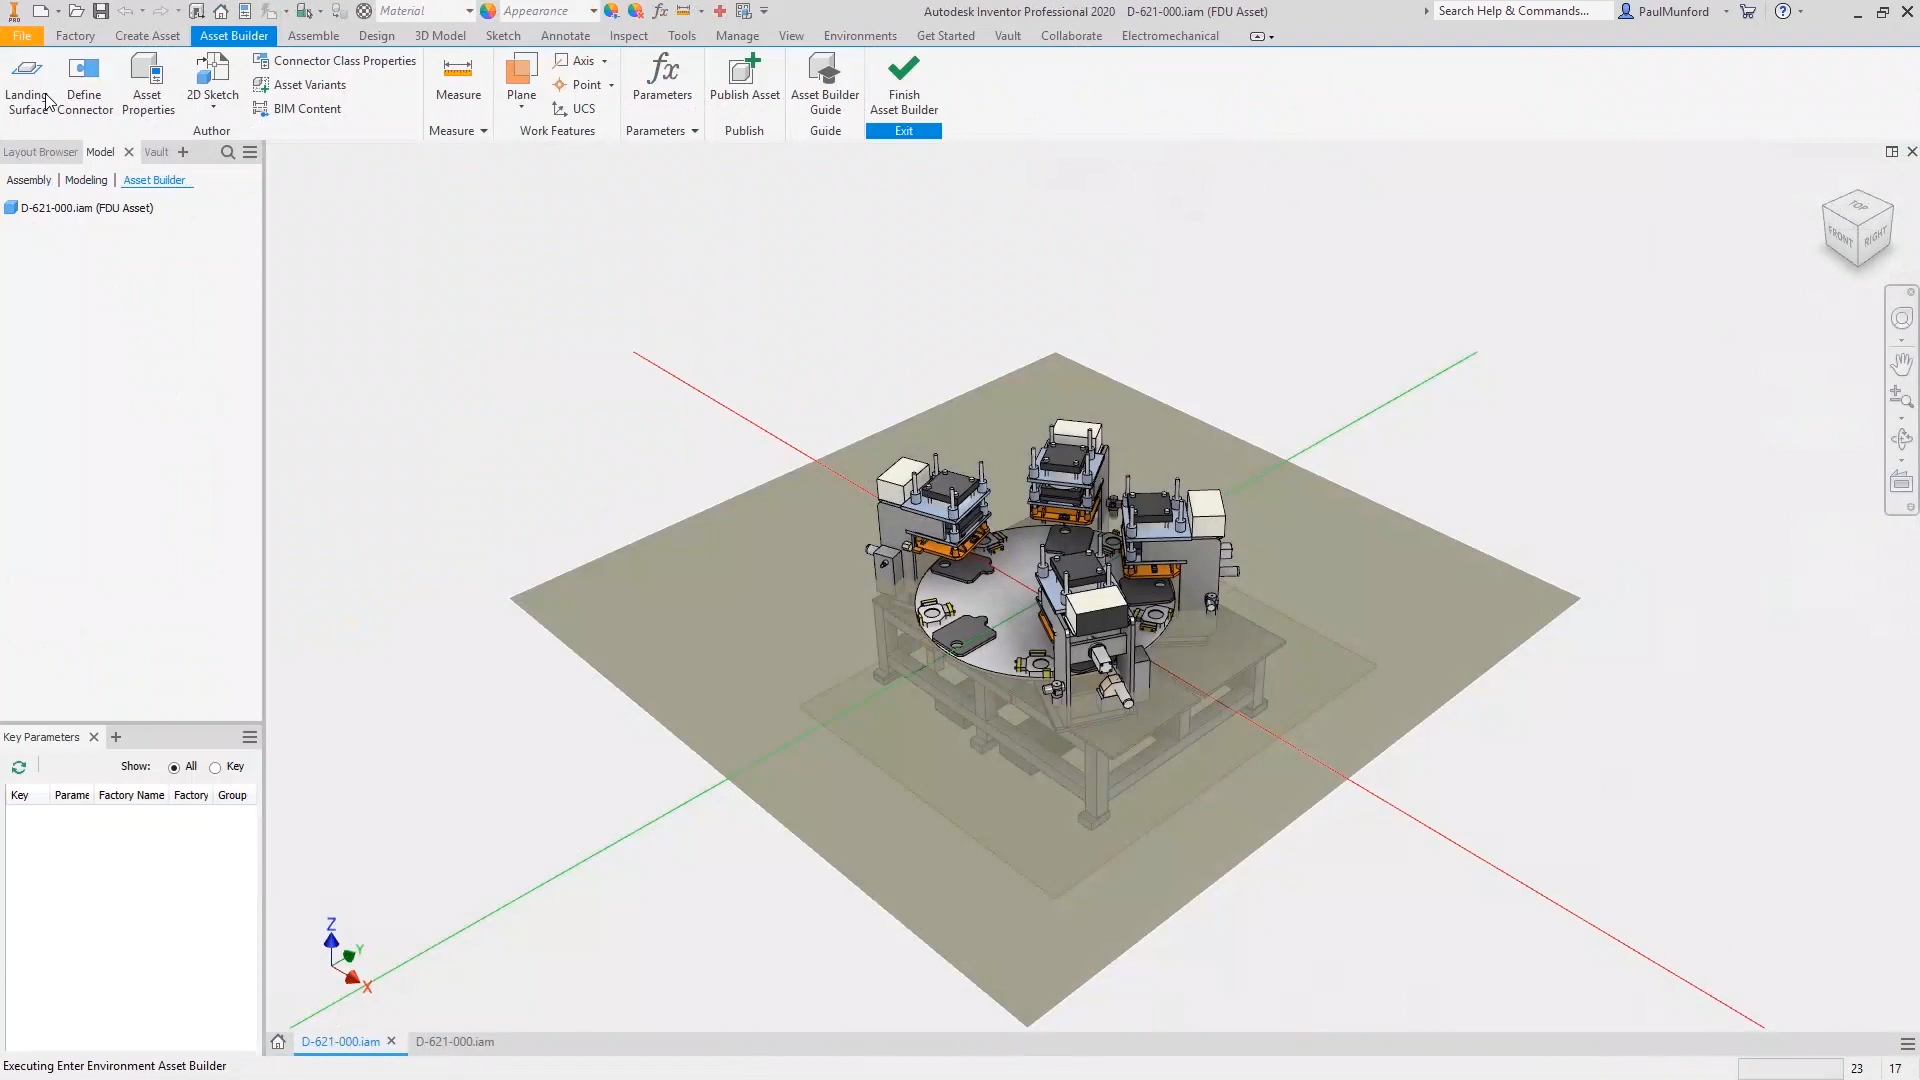 Material
Appearance
Autodesk Inventor Professional 2020 D-621-000.iam (FDU Asset)
Search Help & Commands...
PaulMunford
File
Factory
Create Asset
Asset Builder
Assemble
Design
3D Model
Sketch
Annotate
Inspect
Tools
Manage
View
Environments
Get Started
Vault
Collaborate
Electromechanical
Landing Surface
Define Connector
Asset Properties
2D Sketch
Connector Class Properties
Asset Variants
BIM Content
Author
Measure
Measure
Plane
Axis
Point
UCS
Work Features
fx
Parameters
Parameters
Publish Asset
Publish
Asset Builder Guide
Guide
Finish Asset Builder
Exit
Layout Browser
Model
Vault
Assembly | Modeling | Asset Builder
D-621-000.iam (FDU Asset)
TOP
FRONT
RIGHT
Key Parameters
Show: All Key
Key Parame Factory Name Factory Group
Z
Y
X
D-621-000.iam
D-621-000.iam
Executing Enter Environment Asset Builder
23 17